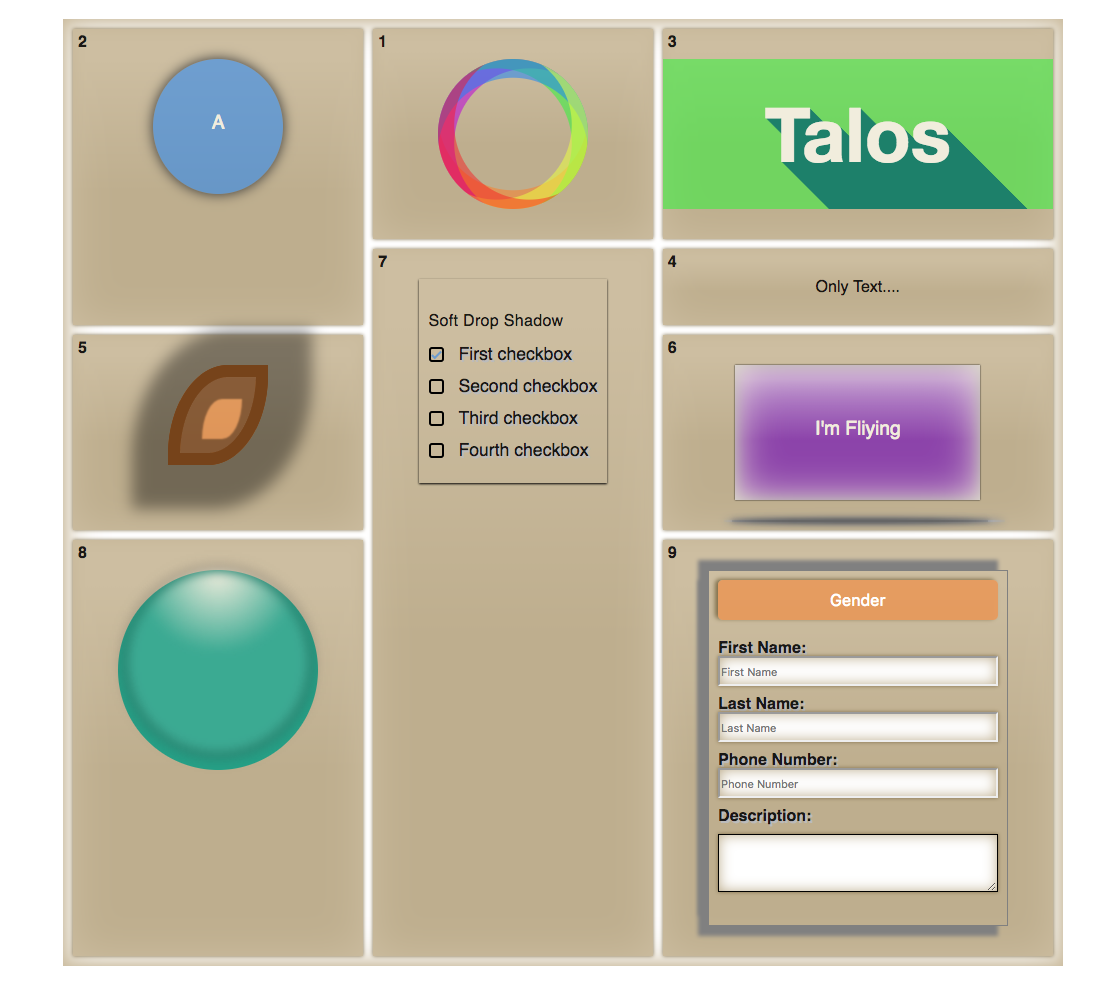 2
A
1
3
Talos
7
Soft Drop Shadow
First checkbox
Second checkbox
Third checkbox
Fourth checkbox
4
Only Text....
5
6
I'm Fliying
8
9
Gender
First Name:
First Name
Last Name:
Last Name
Phone Number:
Phone Number
Description: